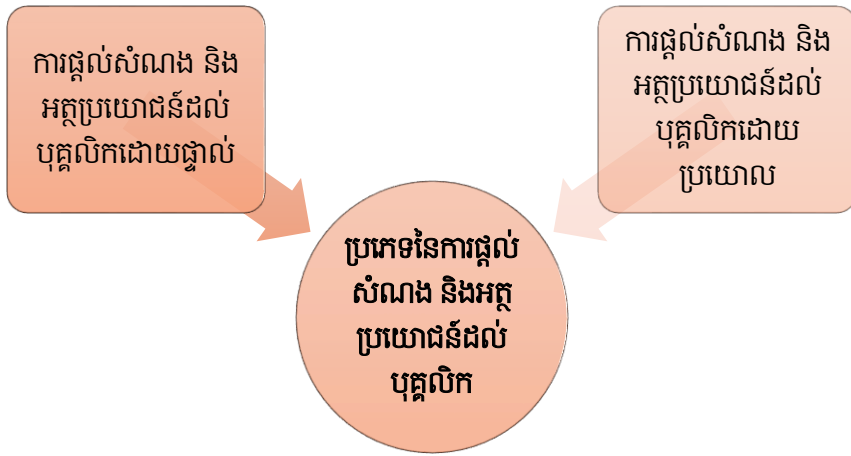 ការផ្តល់សំណង និង
អត្ថប្រយោជន៍ដល់
បុគ្គលិកដោយផ្ទាល់
ការផ្តល់សំណង និង
អត្ថប្រយោជន៍ដល់
បុគ្គលិកដោយ
ប្រយោល
ប្រភេទនៃការផ្តល់
សំណង និងអត្ថ
ប្រយោជន៍ដល់
បុគ្គលិក